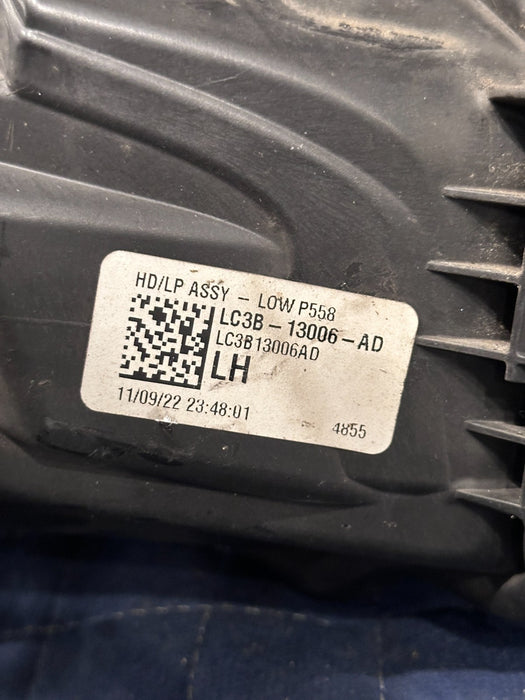 HD/LP ASSY - LOW P558
LC3B-13006-AD
LC3B13006AD
LH
11/09/22 23:48:01
4855